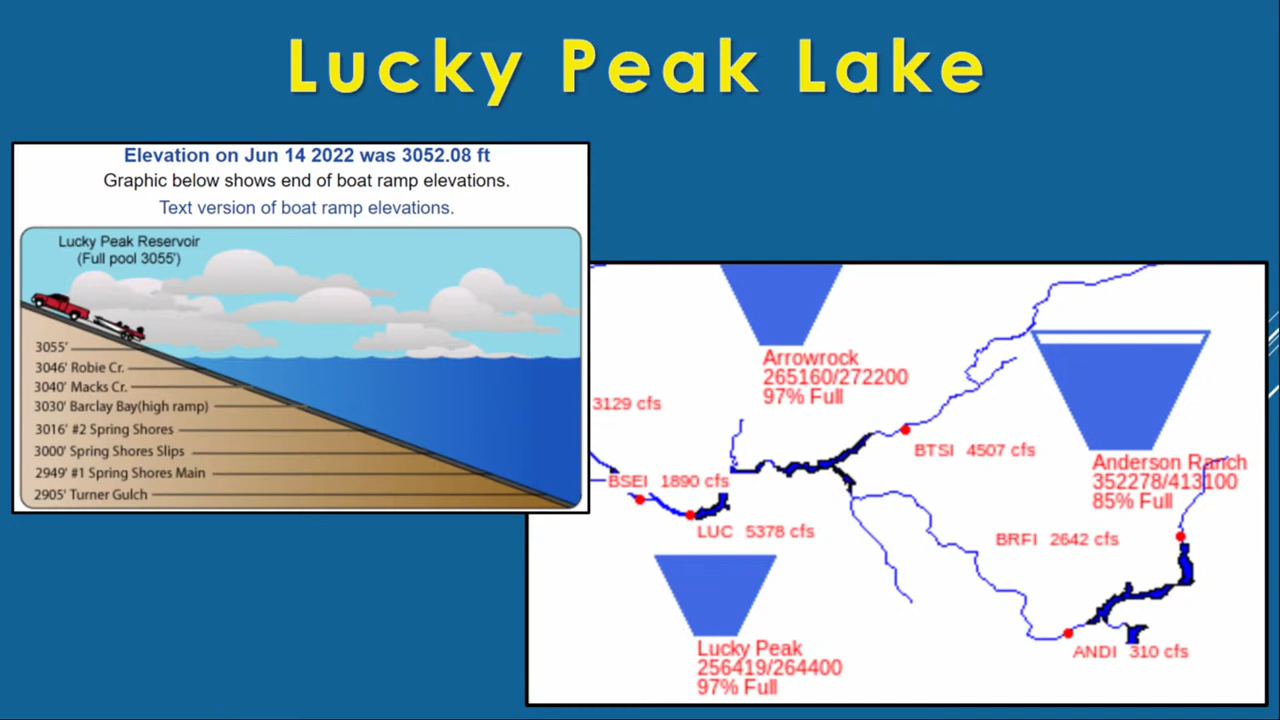 Lucky Peak Lake
Elevation on Jun 14 2022 was 3052.08 ft
Graphic below shows end of boat ramp elevations.
Text version of boat ramp elevations.
Lucky Peak Reservoir
(Full pool 3055')
3055'
3046' Robie Cr.
3040' Macks Cr.
3030' Barclay Bay(high ramp)
3016' #2 Spring Shores
3000' Spring Shores Slips
2949' #1 Spring Shores Main
2905' Turner Gulch
Arrowrock
265160/272200
97% Full
3129 cfs
BTSI 4507 cfs
Anderson Ranch
352278/413100
85% Full
BSEI 1890 cfs
LUC 5378 cfs
BRFI 2642 cfs
Lucky Peak
256419/264400
97% Full
ANDI 310 cfs